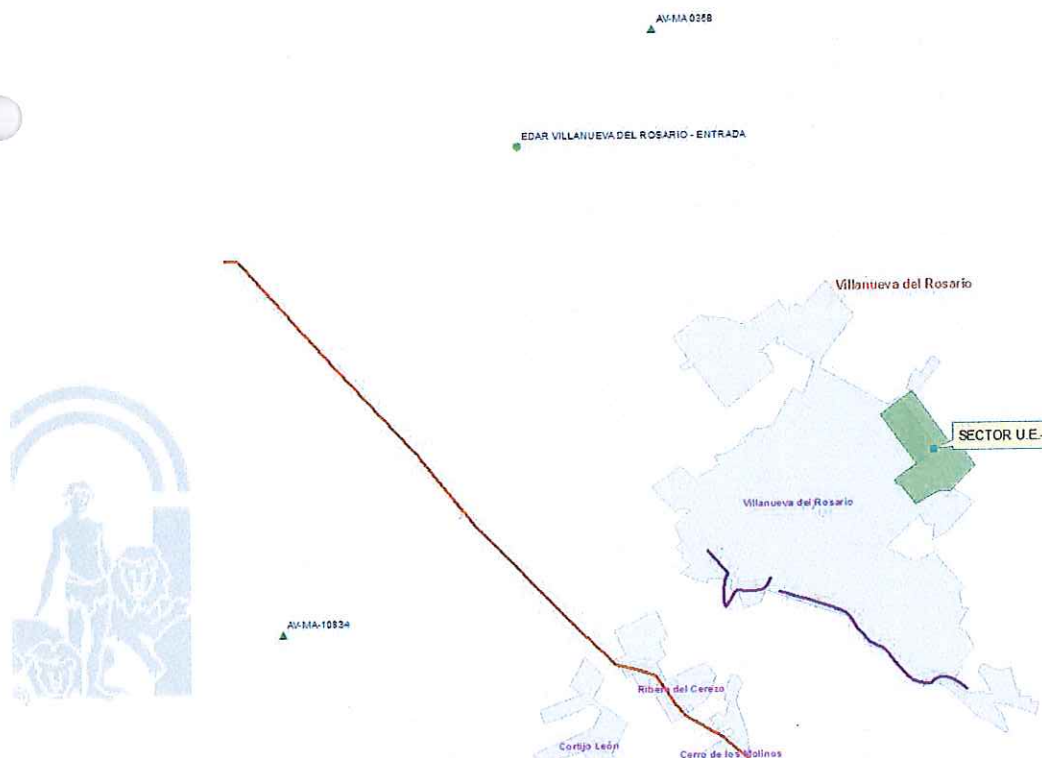 AV-MA 0368
EDAR VILLANUEVA DEL ROSARIO - ENTRADA
Villanueva del Rosario
SECTOR U.E.-
Villanueva del Rosario
AV-MA-10834
Ribera del Cerezo
Cortijo León
Cerro de los Molinos